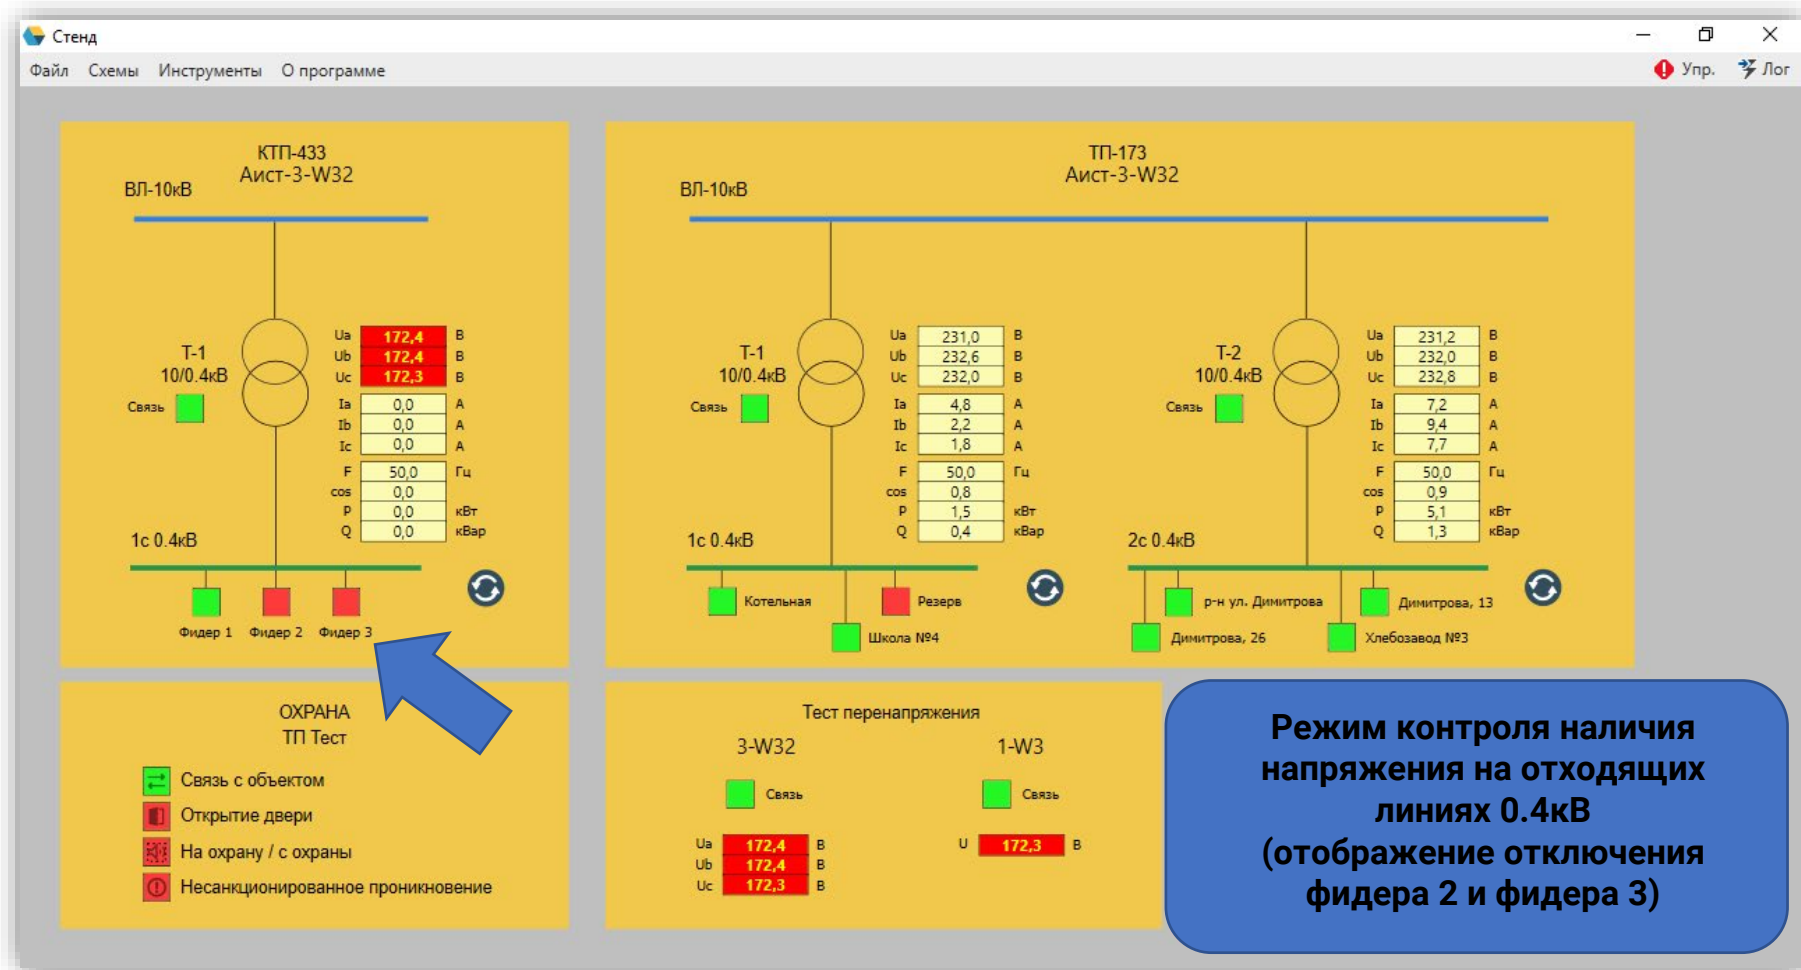 Стенд
Файл Схемы Инструменты О программе
Упр. Лог
КТП-433
Аист-3-W32
ВЛ-10кВ
Т-1
10/0.4кВ
Связь
Ua 172,4 В
Ub 172,4 В
Uc 172,3 В
Ia 0,0 А
Ib 0,0 А
Ic 0,0 А
F 50,0 Гц
cos 0,0
P 0,0 кВт
Q 0,0 кВар
1с 0.4кВ
Фидер 1 Фидер 2 Фидер 3
ТП-173
Аист-3-W32
ВЛ-10кВ
Т-1
10/0.4кВ
Связь
Ua 231,0 В
Ub 232,6 В
Uc 232,0 В
Ia 4,8 А
Ib 2,2 А
Ic 1,8 А
F 50,0 Гц
cos 0,8
P 1,5 кВт
Q 0,4 кВар
1с 0.4кВ
Котельная
Резерв
Школа №4
Т-2
10/0.4кВ
Связь
Ua 231,2 В
Ub 232,0 В
Uc 232,8 В
Ia 7,2 А
Ib 9,4 А
Ic 7,7 А
F 50,0 Гц
cos 0,9
P 5,1 кВт
Q 1,3 кВар
2с 0.4кВ
р-н ул. Димитрова
Димитрова, 13
Димитрова, 26
Хлебозавод №3
ОХРАНА
ТП Тест
Связь с объектом
Открытие двери
На охрану / с охраны
Несанкционированное проникновение
Тест перенапряжения
3-W32
Связь
Ua 172,4 В
Ub 172,4 В
Uc 172,3 В
1-W3
Связь
U 172,3 В
Режим контроля наличия
напряжения на отходящих
линиях 0.4кВ
(отображение отключения
фидера 2 и фидера 3)